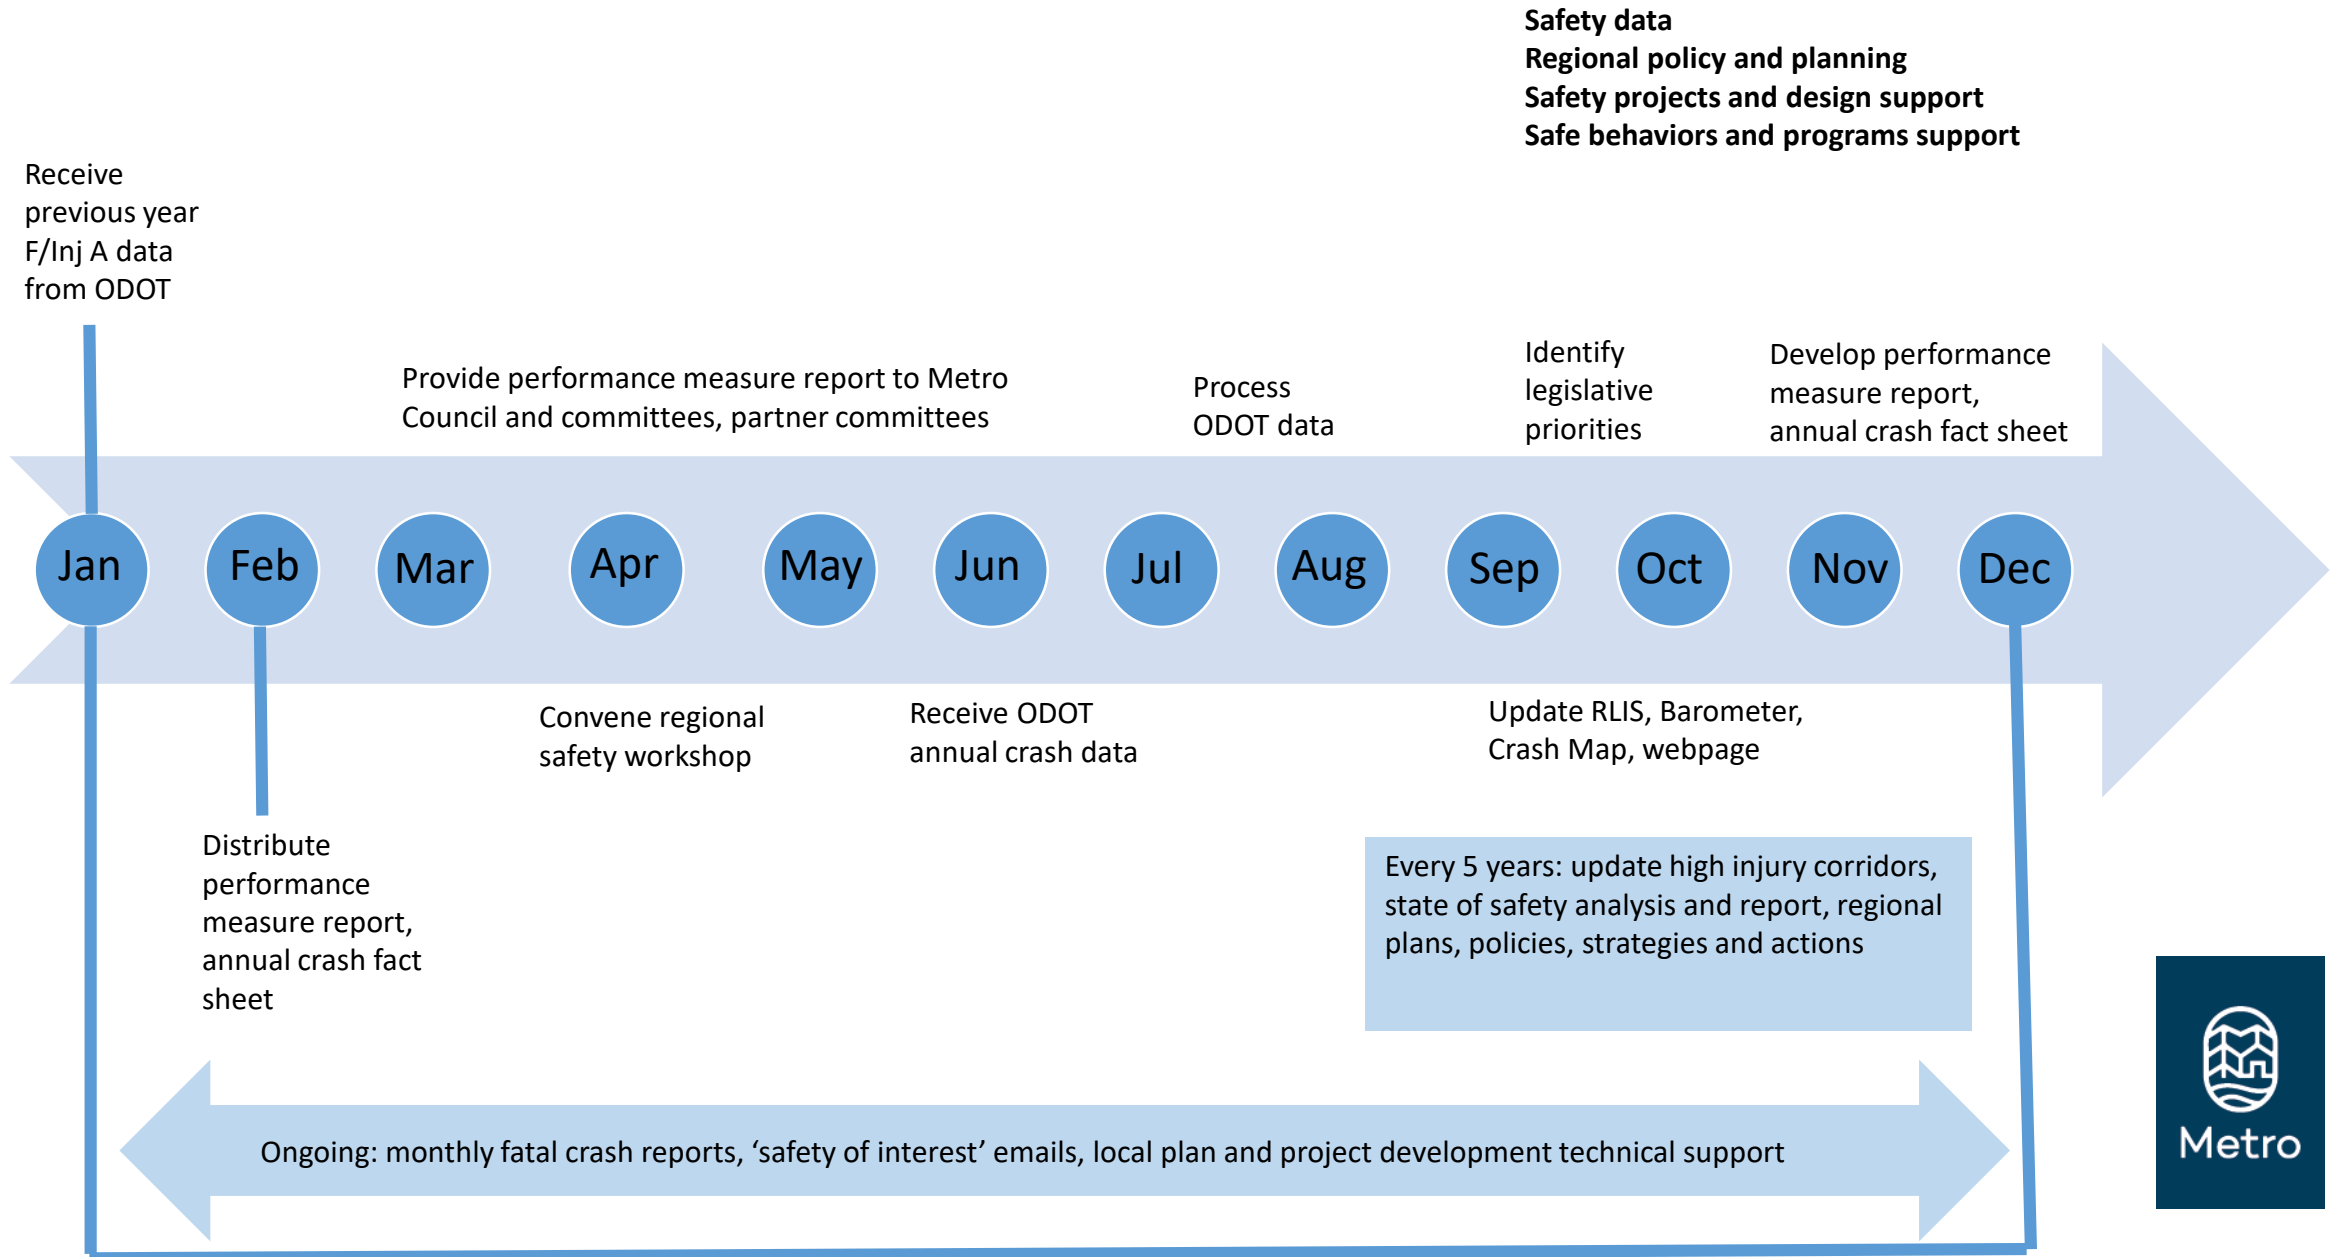 Safety data
Regional policy and planning
Safety projects and design support
Safe behaviors and programs support
Receive
previous year
F/Inj A data
from ODOT
Provide performance measure report to Metro
Council and committees, partner committees
Process
ODOT data
Identify
legislative
priorities
Develop performance
measure report,
annual crash fact sheet
Jan
Feb
Mar
Apr
May
Jun
Jul
Aug
Sep
Oct
Nov
Dec
Convene regional
safety workshop
Receive ODOT
annual crash data
Update RLIS, Barometer,
Crash Map, webpage
Distribute
performance
measure report,
annual crash fact
sheet
Every 5 years: update high injury corridors,
state of safety analysis and report, regional
plans, policies, strategies and actions
Ongoing: monthly fatal crash reports, ‘safety of interest’ emails, local plan and project development technical support
Metro